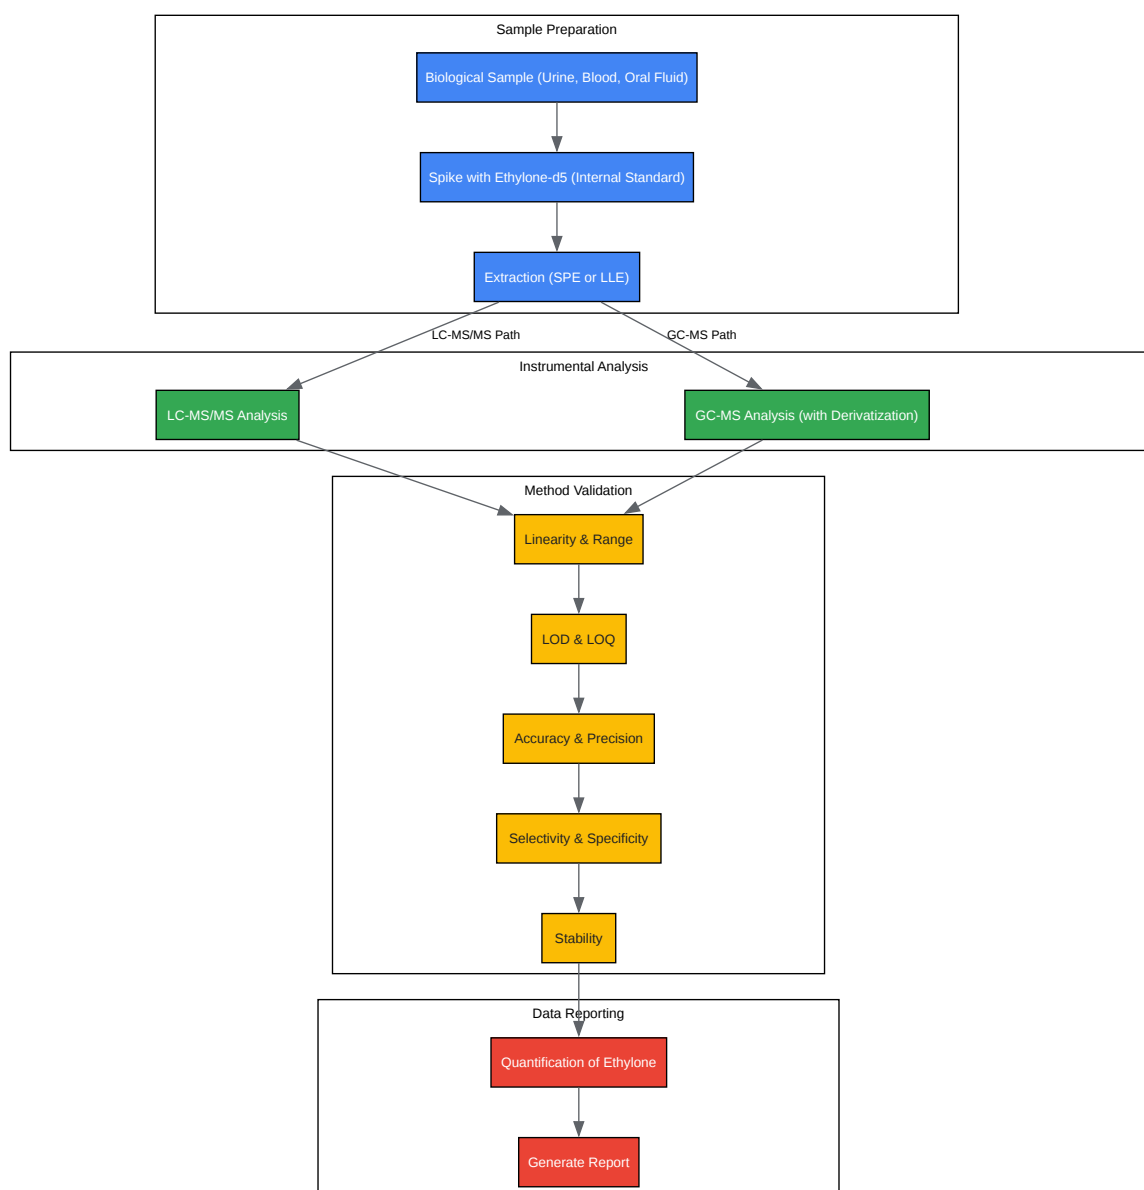 Sample Preparation
Biological Sample (Urine, Blood, Oral Fluid)
Spike with Ethylone-d5 (Internal Standard)
Extraction (SPE or LLE)
LC-MS/MS Path
GC-MS Path
Instrumental Analysis
LC-MS/MS Analysis
GC-MS Analysis (with Derivatization)
Method Validation
Linearity & Range
LOD & LOQ
Accuracy & Precision
Selectivity & Specificity
Stability
Data Reporting
Quantification of Ethylone
Generate Report